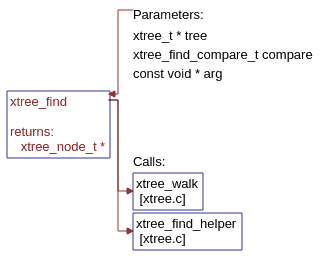 Parameters:
xtree_t * tree
xtree_find_compare_t compare
const void * arg
xtree_find
returns:
xtree_node_t *
Calls:
xtree_walk
[xtree.c]
xtree_find_helper
[xtree.c]